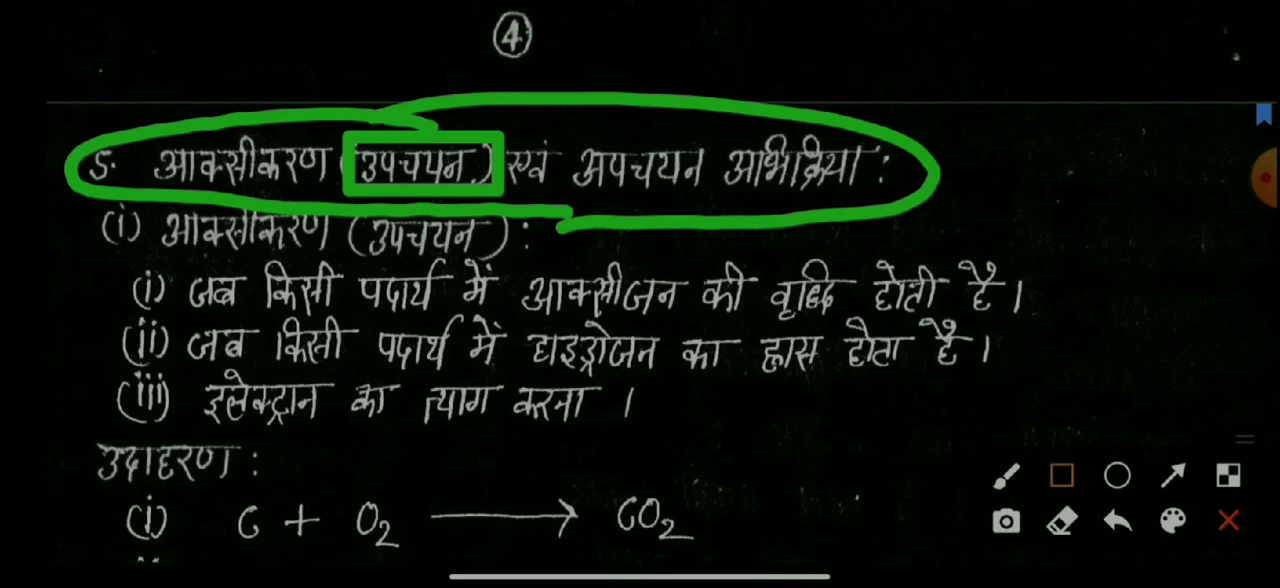 ④
5. आक्सीकरण (उपचयन) एवं अपचयन अभिक्रिया :
(i) आक्सीकरण (उपचयन) :
(i) जब किसी पदार्थ में आक्सीजन की वृद्धि होती है।
(ii) जब किसी पदार्थ में हाइड्रोजन का ह्रास होता है।
(iii) इलेक्ट्रान का त्याग करना ।
उदाहरण :
(i) C + O₂ ⟶ CO₂